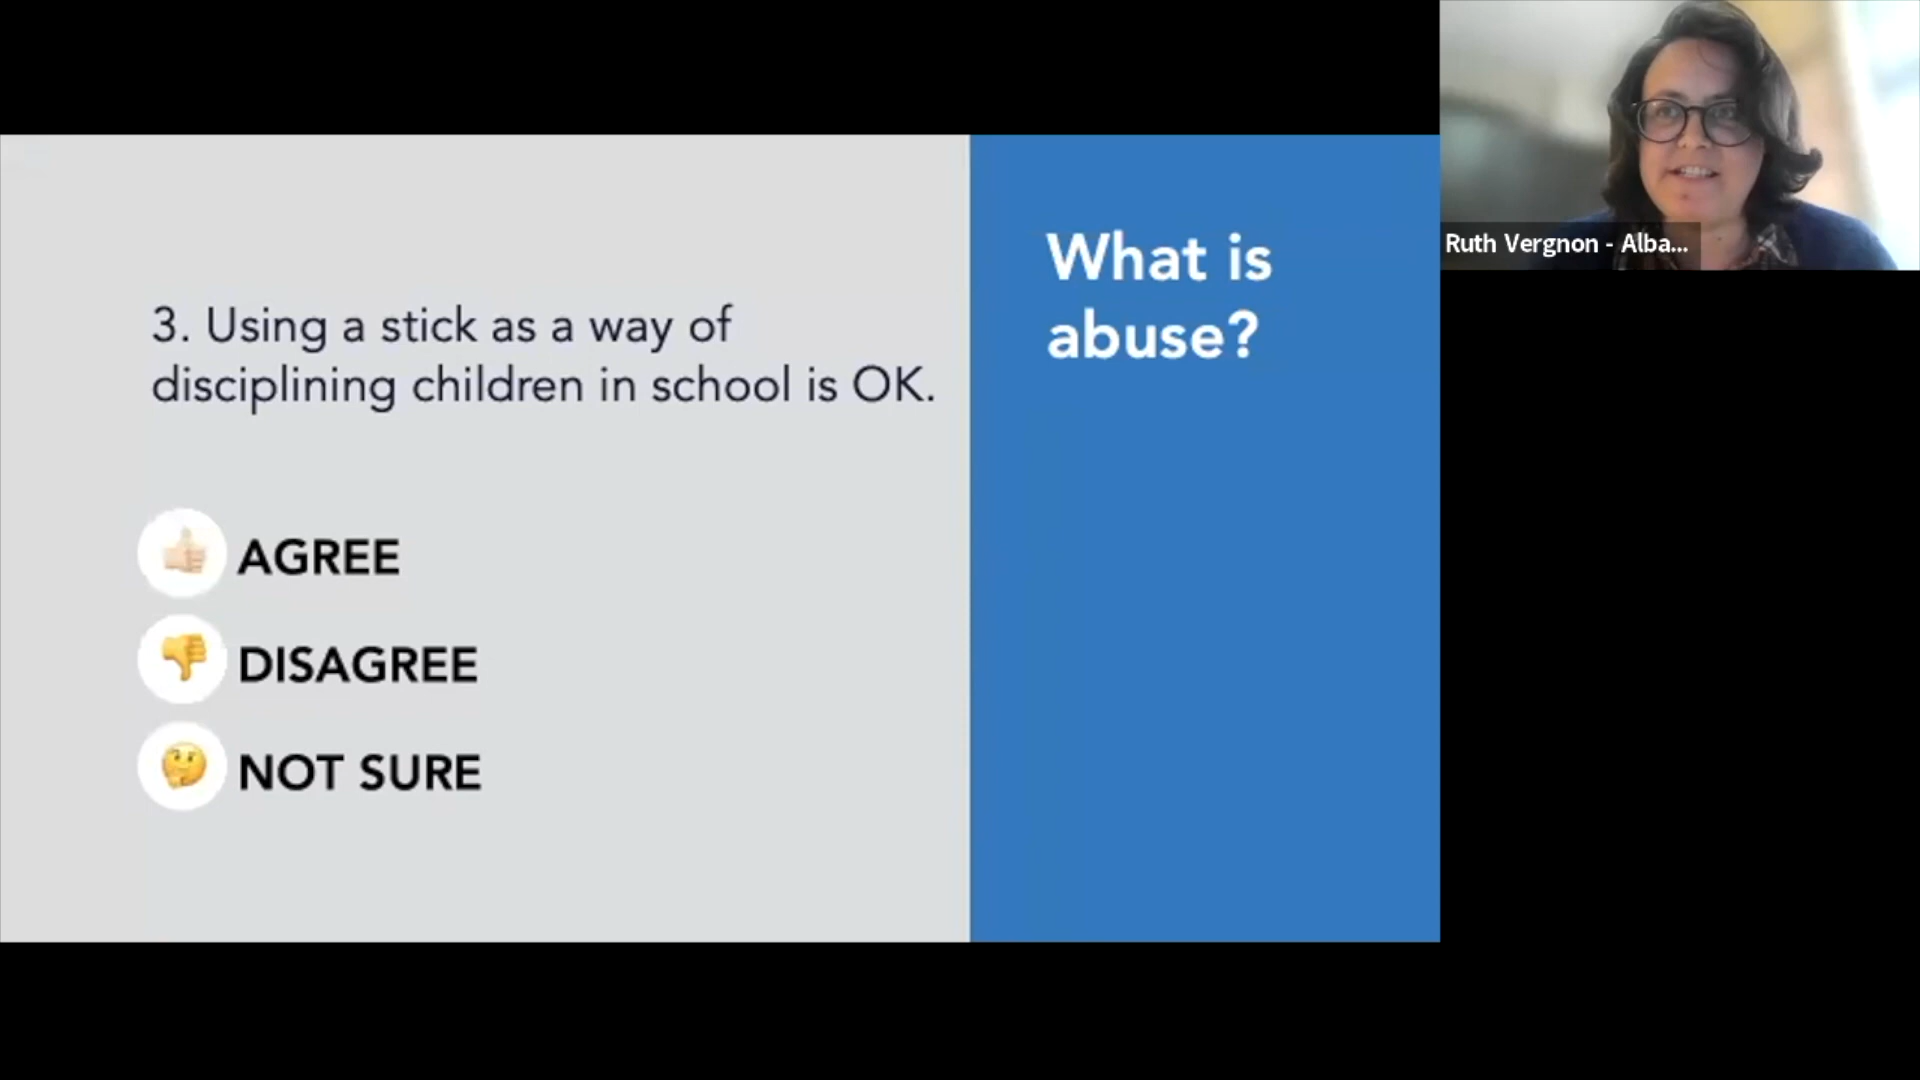 3. Using a stick as a way of
disciplining children in school is OK.
AGREE
DISAGREE
NOT SURE
What is
abuse?
Ruth Vergnon - Alba...